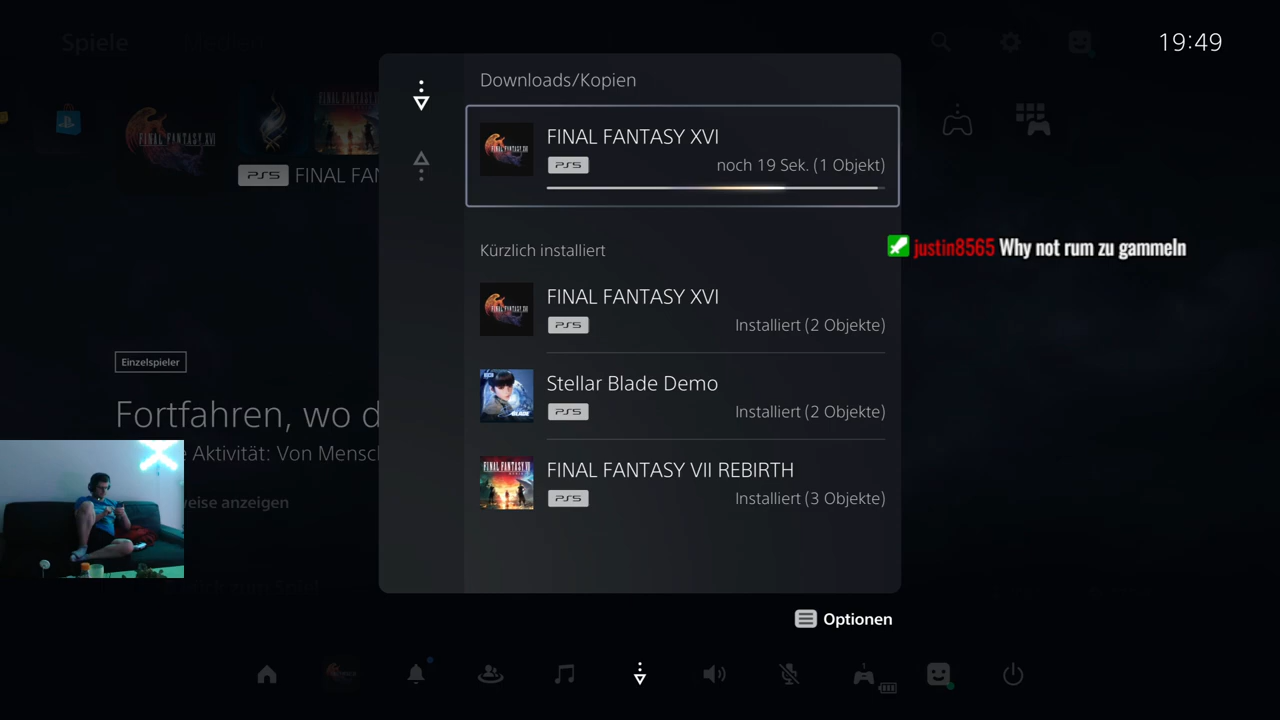 Spiele
19:49
Downloads/Kopien
FINAL FANTASY XVI
PS5
noch 19 Sek. (1 Objekt)
PS5 FINAL FAN
Kürzlich installiert
justin8565 Why not rum zu gammeln
FINAL FANTASY XVI
PS5
Installiert (2 Objekte)
Einzelspieler
Stellar Blade Demo
PS5
Installiert (2 Objekte)
Fortfahren, wo d
Aktivität: Von Mensc
FINAL FANTASY VII REBIRTH
PS5
Installiert (3 Objekte)
weise anzeigen
Optionen